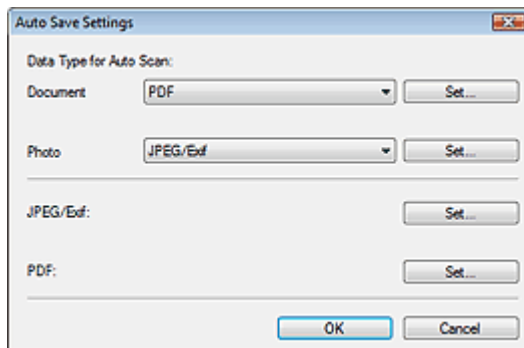 Auto Save Settings
Data Type for Auto Scan:
Document PDF Set...
Photo JPEG/Exif Set...
JPEG/Exif: Set...
PDF: Set...
OK Cancel